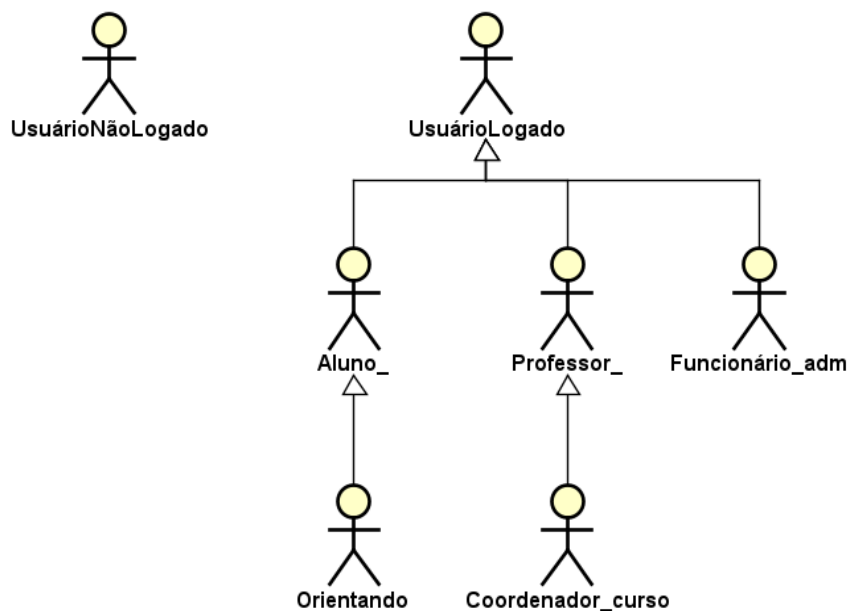 UsuárioNãoLogado
UsuárioLogado
Aluno_
Professor_
Funcionário_adm
Orientando
Coordenador_curso